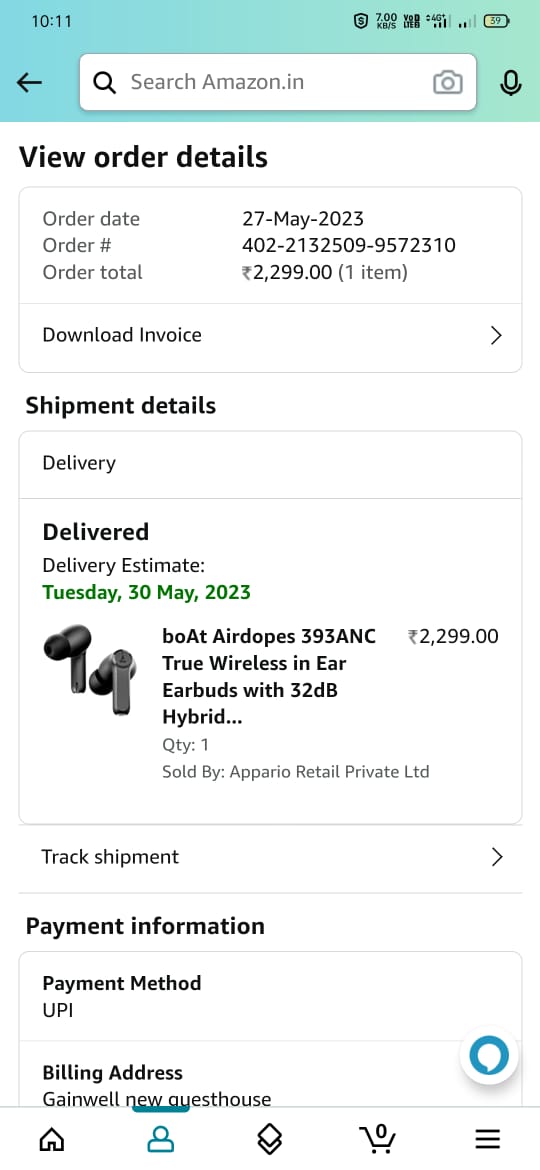 10:11
7.00 KB/S
VoD LTEB
4G
39
Search Amazon.in
View order details
Order date 27-May-2023
Order # 402-2132509-9572310
Order total ₹2,299.00 (1 item)
Download Invoice
Shipment details
Delivery
Delivered
Delivery Estimate:
Tuesday, 30 May, 2023
boAt Airdopes 393ANC ₹2,299.00
True Wireless in Ear
Earbuds with 32dB
Hybrid...
Qty: 1
Sold By: Appario Retail Private Ltd
Track shipment
Payment information
Payment Method
UPI
Billing Address
Gainwell new guesthouse
0